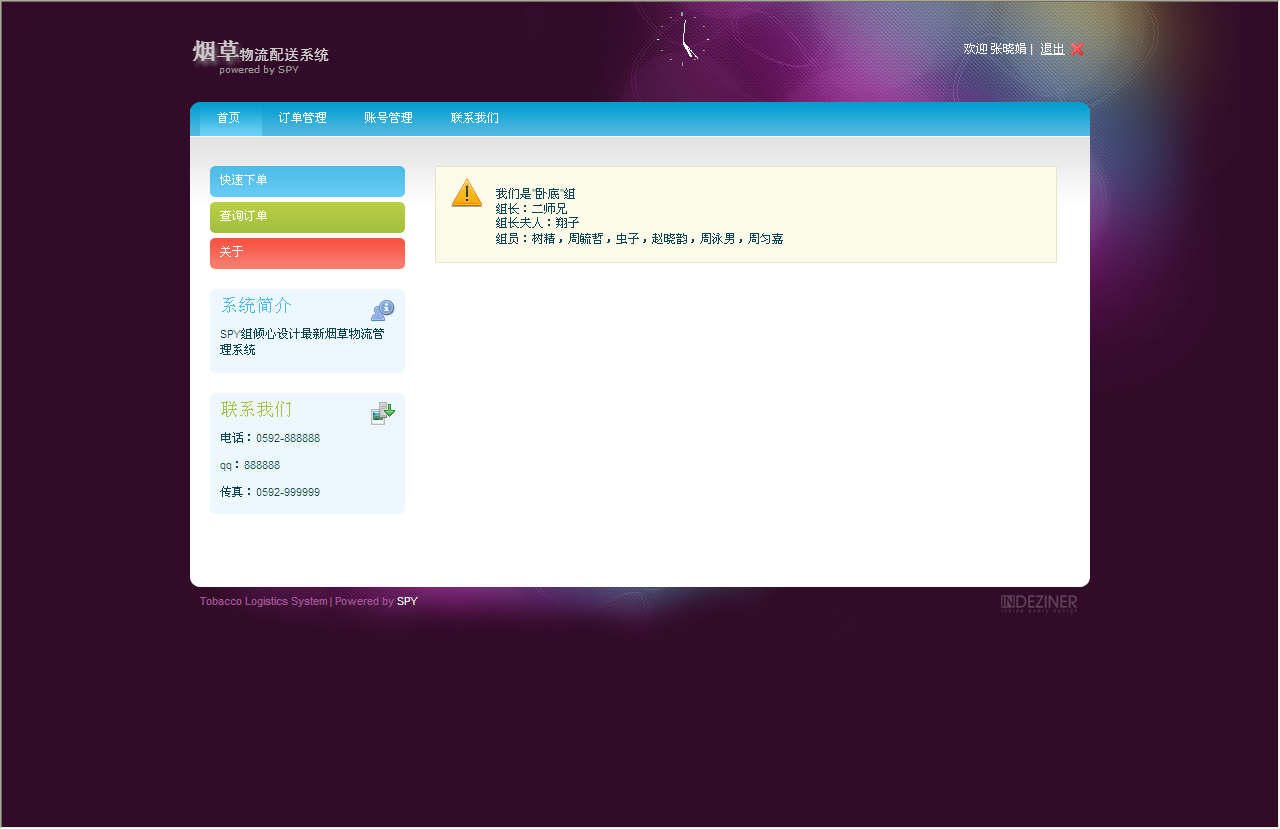 烟草物流配送系统
powered by SPY
欢迎 张晓娟 | 退出
首页 订单管理 账号管理 联系我们
快速下单
查询订单
关于
我们是"卧底"组
组长：二师兄
组长夫人：翔子
组员：树精，周毓哲，虫子，赵晓韵，周泳男，周匀嘉
系统简介
SPY组倾心设计最新烟草物流管
理系统
联系我们
电话：0592-888888
qq：888888
传真：0592-999999
Tobacco Logistics System | Powered by SPY
INDEZINER
inside every design